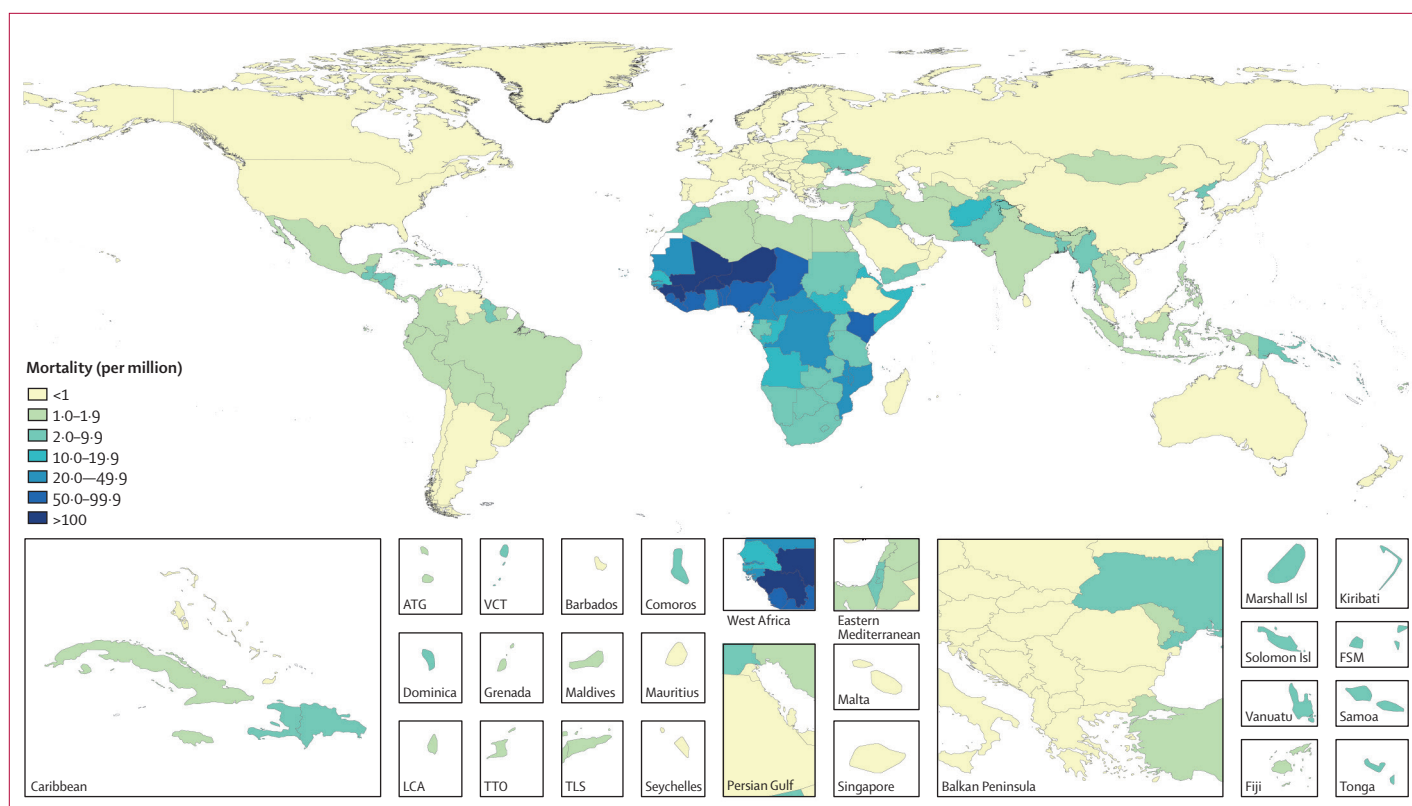 Mortality (per million)
<1
1·0–1·9
2·0–9·9
10·0–19·9
20·0—49·9
50·0–99·9
>100
Caribbean
ATG
VCT
Barbados
Comoros
West Africa
Eastern
Mediterranean
Balkan Peninsula
Marshall Isl
Kiribati
Dominica
Grenada
Maldives
Mauritius
Persian Gulf
Malta
Solomon Isl
FSM
LCA
TTO
TLS
Seychelles
Singapore
Vanuatu
Samoa
Fiji
Tonga